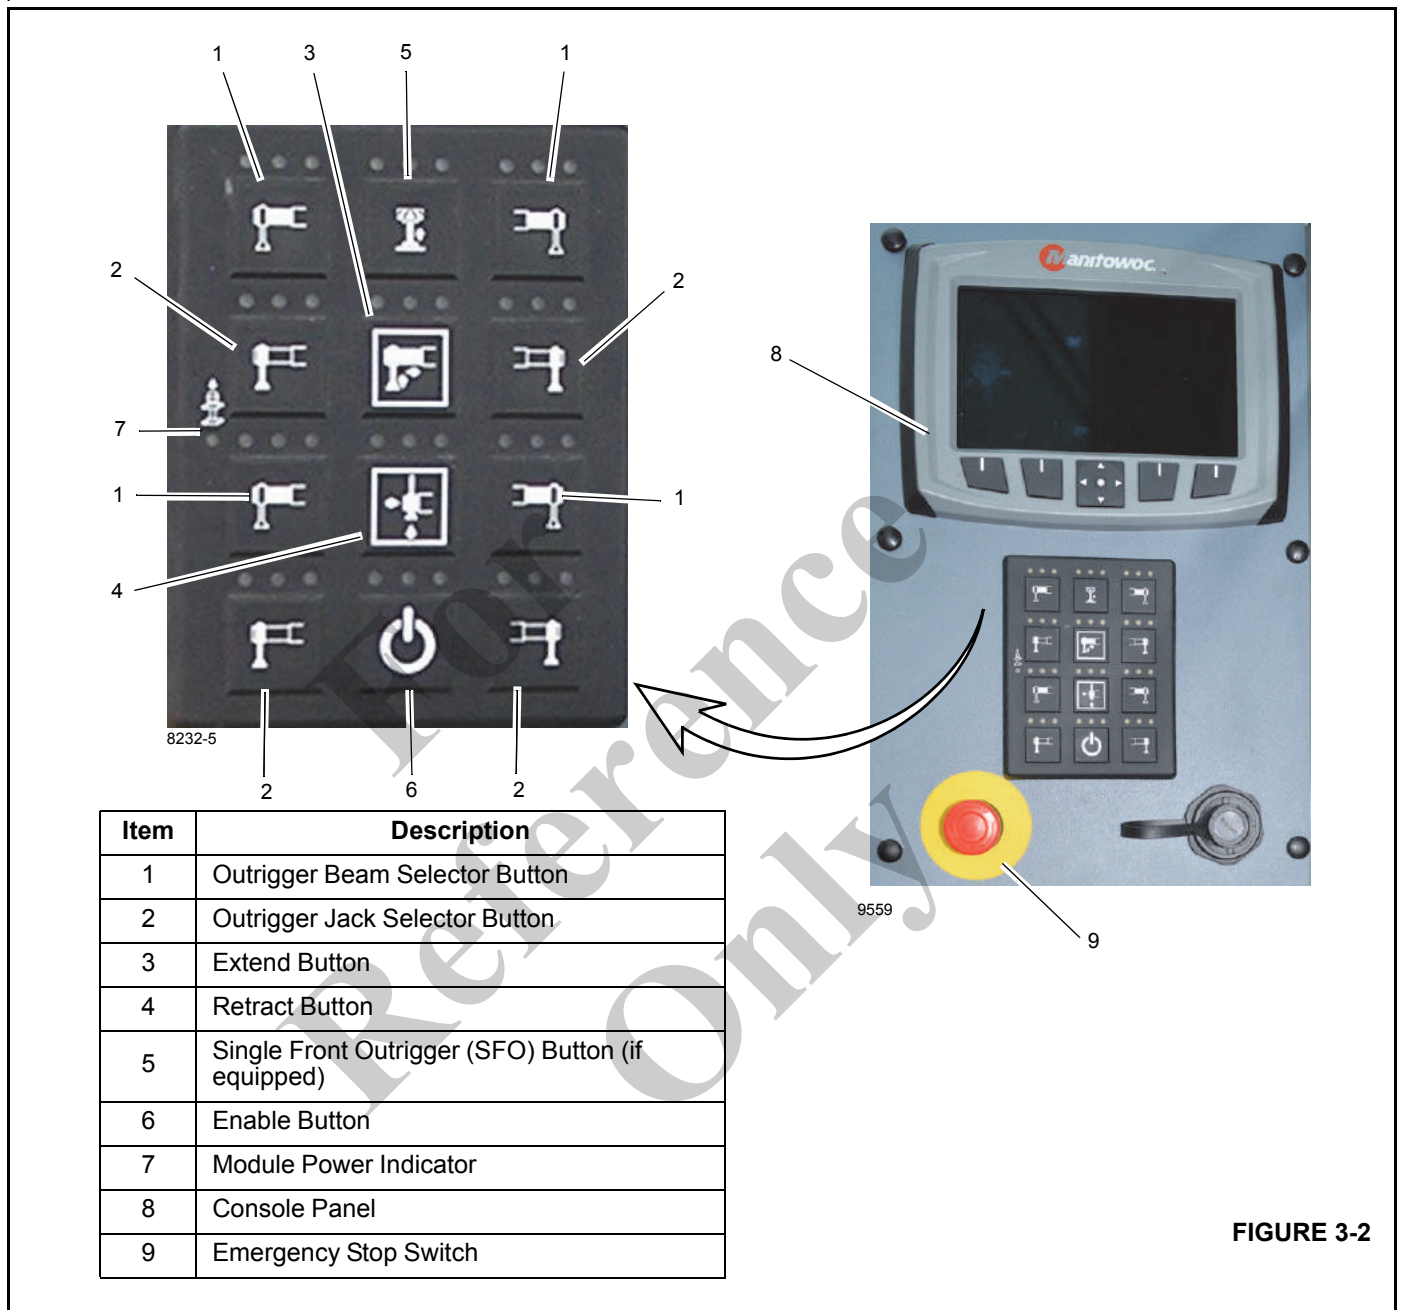 1 3 5 1
2
2
7
1
1
4
2 6 2
8232-5
Manitowoc
8
9559
9
Item Description
1 Outrigger Beam Selector Button
2 Outrigger Jack Selector Button
3 Extend Button
4 Retract Button
5 Single Front Outrigger (SFO) Button (if
equipped)
6 Enable Button
7 Module Power Indicator
8 Console Panel
9 Emergency Stop Switch
FIGURE 3-2
For
Reference
Only